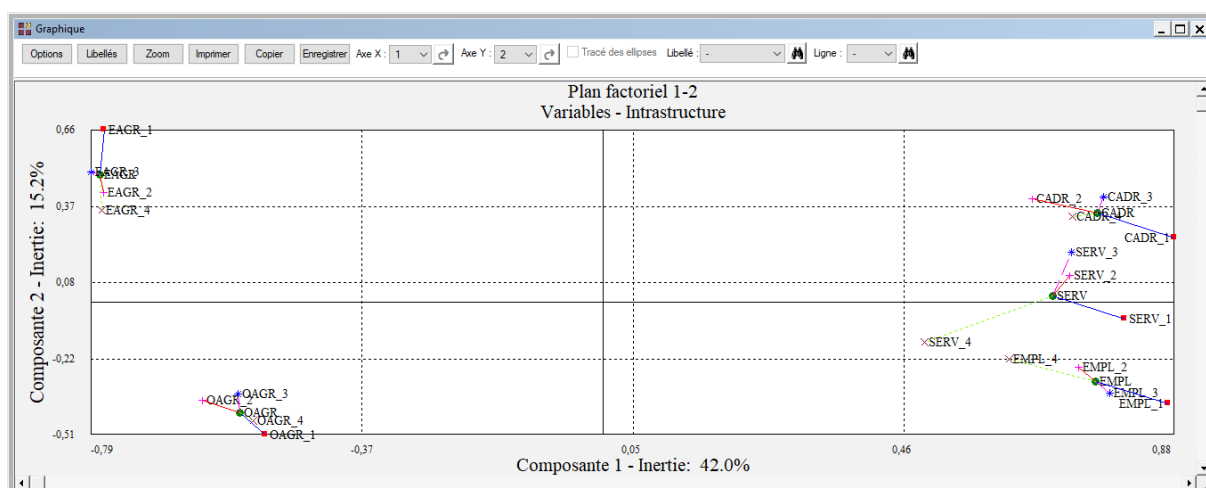 Graphique
Options Libellés Zoom Imprimer Copier Enregistrer Axe X : 1 Axe Y : 2 Tracé des ellipses Libellé : - Ligne : -
Plan factoriel 1-2
Variables - Intrastructure
0,66
EAGR_1
EAGR_3
EAGR
EAGR_2
EAGR_4
0,37
CADR_2
CADR_3
CADR
CADR_4
CADR_1
SERV_3
0,08
SERV_2
SERV
SERV_1
SERV_4
-0,22
EMPL_4
EMPL_2
EMPL
EMPL_3
EMPL_1
OAGR_3
OAGR_2
OAGR
OAGR_4
OAGR_1
-0,51
-0,79 -0,37 0,05 0,46 0,88
Composante 1 - Inertie: 42.0%
Composante 2 - Inertie: 15.2%